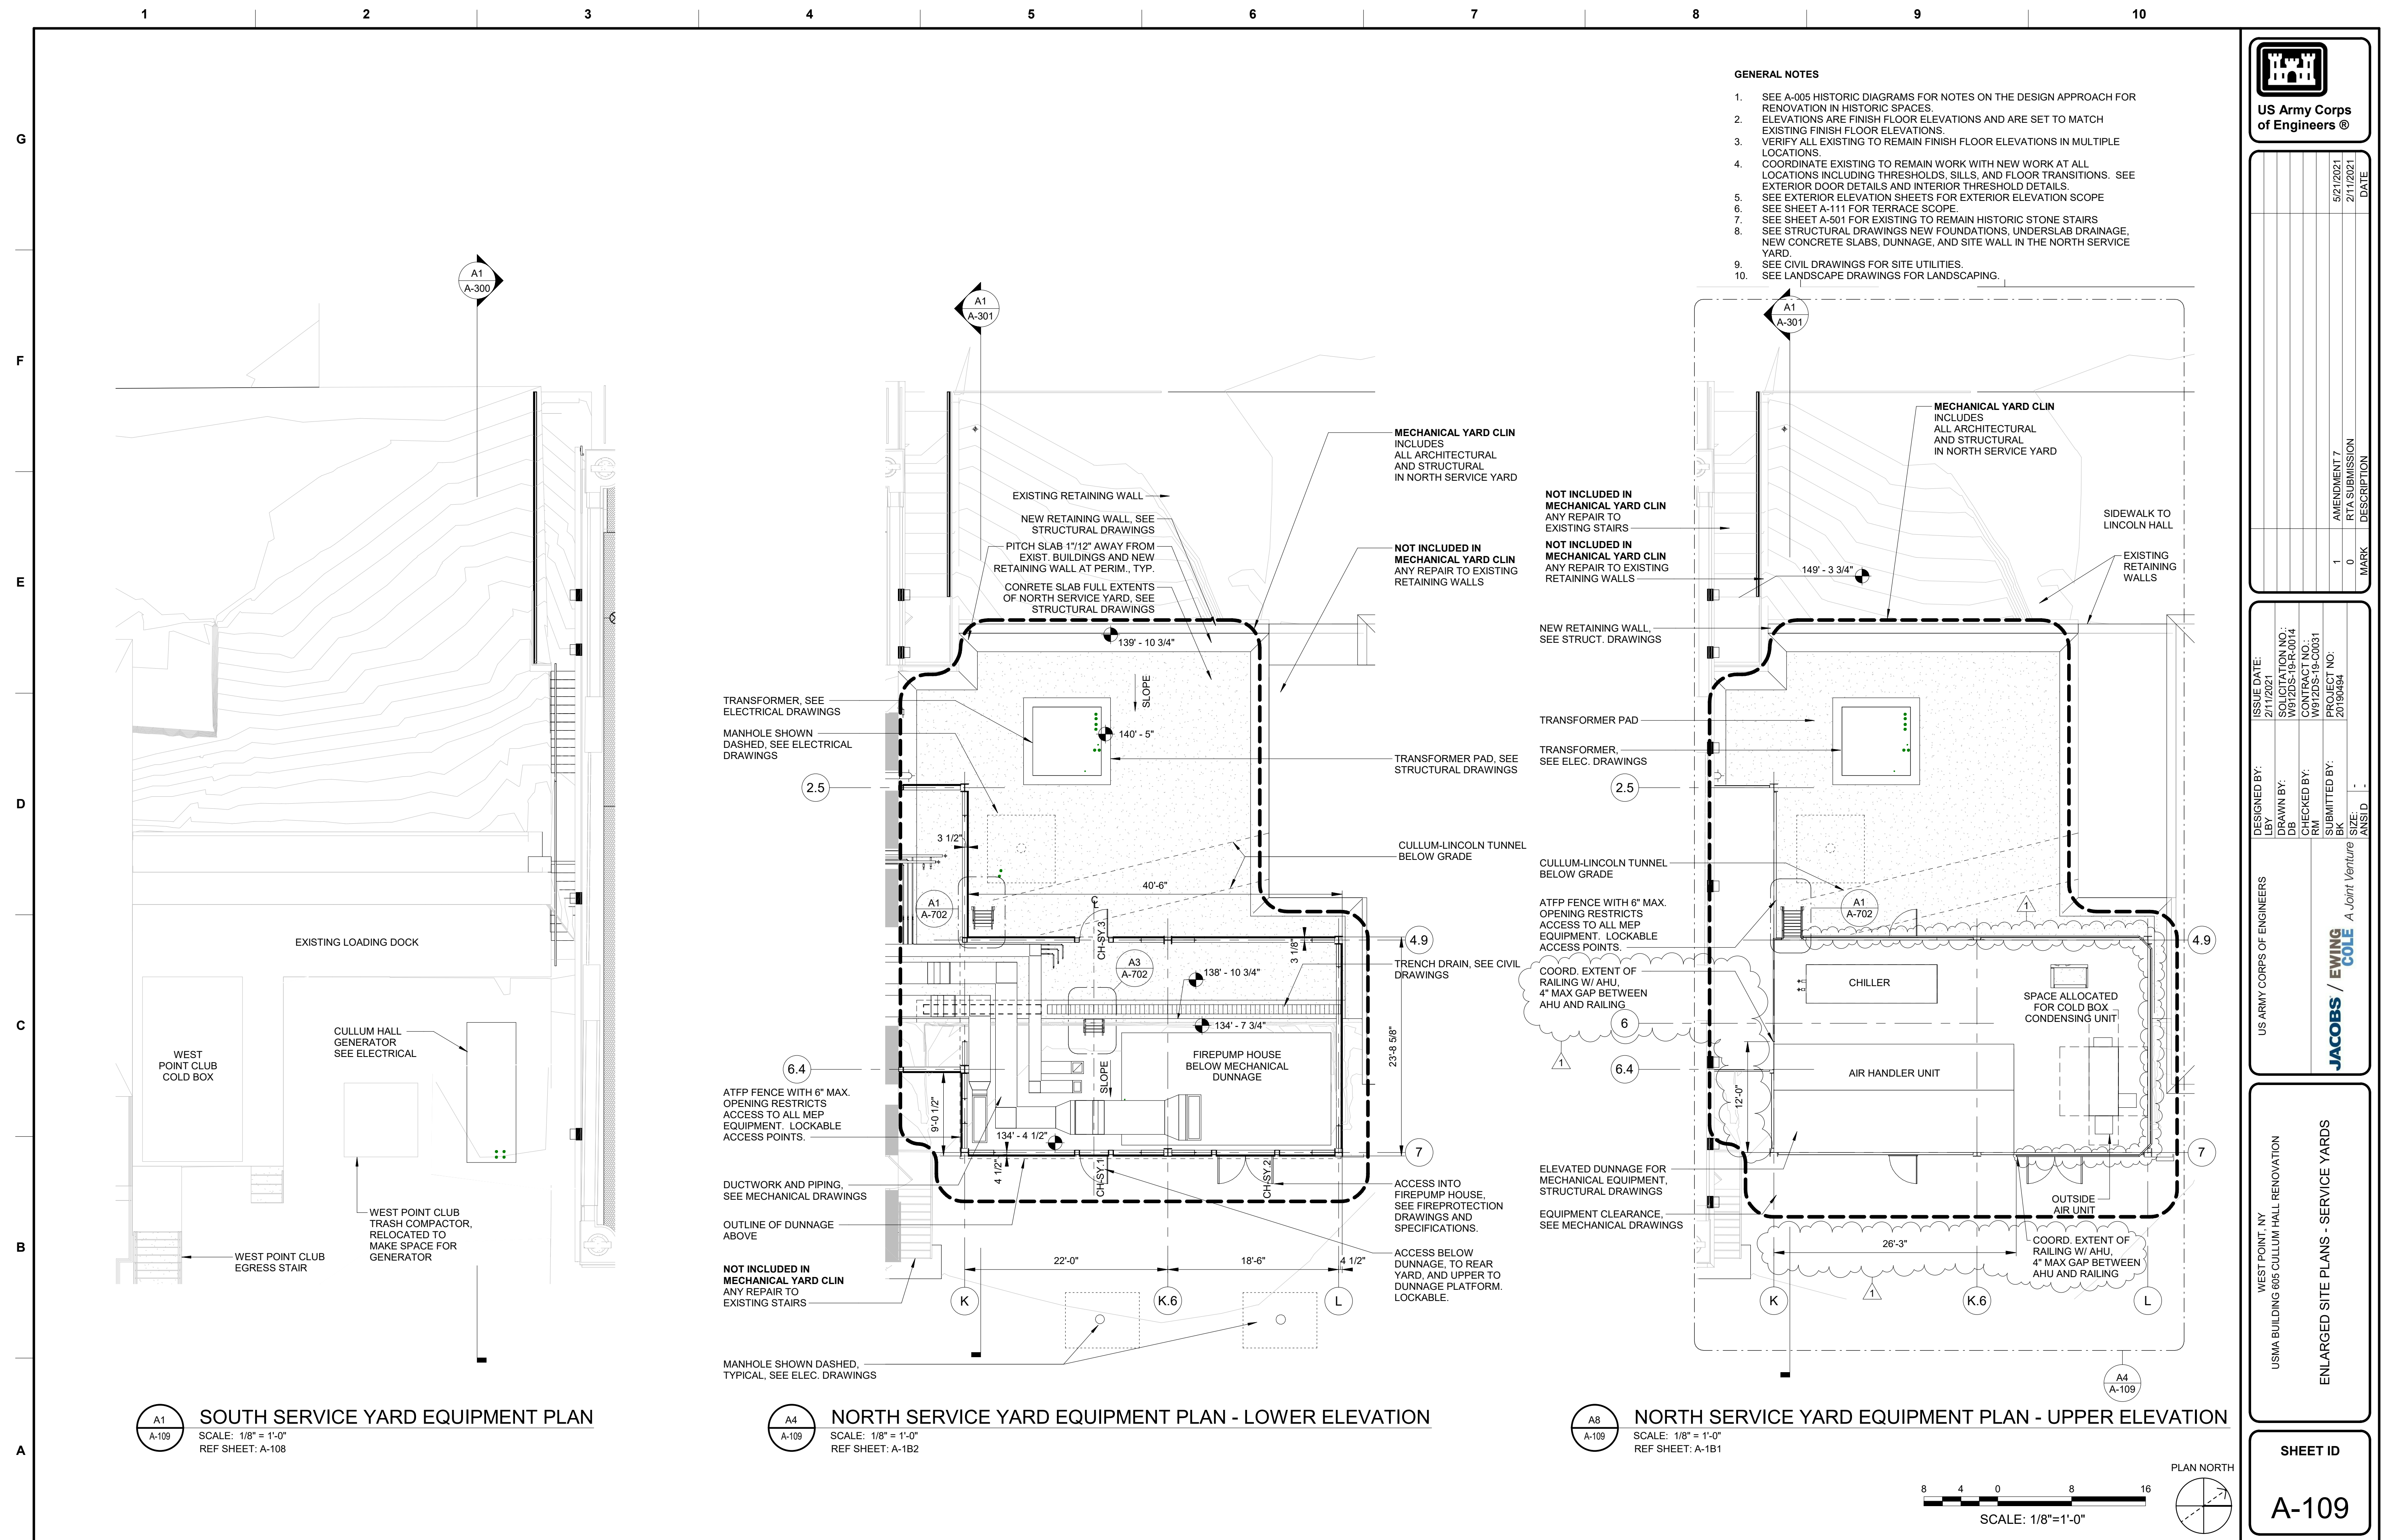 1 2 3 4 5 6 7 8 9 10
G
F
E
D
C
B
A
GENERAL NOTES
1. SEE A-005 HISTORIC DIAGRAMS FOR NOTES ON THE DESIGN APPROACH FOR
RENOVATION IN HISTORIC SPACES.
2. ELEVATIONS ARE FINISH FLOOR ELEVATIONS AND ARE SET TO MATCH
EXISTING FINISH FLOOR ELEVATIONS.
3. VERIFY ALL EXISTING TO REMAIN FINISH FLOOR ELEVATIONS IN MULTIPLE
LOCATIONS.
4. COORDINATE EXISTING TO REMAIN WORK WITH NEW WORK AT ALL
LOCATIONS INCLUDING THRESHOLDS, SILLS, AND FLOOR TRANSITIONS. SEE
EXTERIOR DOOR DETAILS AND INTERIOR THRESHOLD DETAILS.
5. SEE EXTERIOR ELEVATION SHEETS FOR EXTERIOR ELEVATION SCOPE
6. SEE SHEET A-111 FOR TERRACE SCOPE.
7. SEE SHEET A-501 FOR EXISTING TO REMAIN HISTORIC STONE STAIRS
8. SEE STRUCTURAL DRAWINGS NEW FOUNDATIONS, UNDERSLAB DRAINAGE,
NEW CONCRETE SLABS, DUNNAGE, AND SITE WALL IN THE NORTH SERVICE
YARD.
9. SEE CIVIL DRAWINGS FOR SITE UTILITIES.
10. SEE LANDSCAPE DRAWINGS FOR LANDSCAPING.
A1
A-300
EXISTING LOADING DOCK
WEST
POINT CLUB
COLD BOX
CULLUM HALL
GENERATOR
SEE ELECTRICAL
WEST POINT CLUB
TRASH COMPACTOR,
RELOCATED TO
MAKE SPACE FOR
GENERATOR
WEST POINT CLUB
EGRESS STAIR
A1
A-109
SOUTH SERVICE YARD EQUIPMENT PLAN
SCALE: 1/8" = 1'-0"
REF SHEET: A-108
A1
A-301
MECHANICAL YARD CLIN
INCLUDES
ALL ARCHITECTURAL
AND STRUCTURAL
IN NORTH SERVICE YARD
EXISTING RETAINING WALL
NEW RETAINING WALL, SEE
STRUCTURAL DRAWINGS
PITCH SLAB 1"/12" AWAY FROM
EXIST. BUILDINGS AND NEW
RETAINING WALL AT PERIM., TYP.
CONRETE SLAB FULL EXTENTS
OF NORTH SERVICE YARD, SEE
STRUCTURAL DRAWINGS
NOT INCLUDED IN
MECHANICAL YARD CLIN
ANY REPAIR TO EXISTING
RETAINING WALLS
139' - 10 3/4"
SLOPE
140' - 5"
TRANSFORMER, SEE
ELECTRICAL DRAWINGS
MANHOLE SHOWN
DASHED, SEE ELECTRICAL
DRAWINGS
TRANSFORMER PAD, SEE
STRUCTURAL DRAWINGS
2.5
3 1/2"
CULLUM-LINCOLN TUNNEL
BELOW GRADE
40'-6"
A1
A-702
CL
CH-SY.3
4.9
3 1/8"
A3
A-702
138' - 10 3/4"
TRENCH DRAIN, SEE CIVIL
DRAWINGS
134' - 7 3/4"
23'-8 5/8"
FIREPUMP HOUSE
BELOW MECHANICAL
DUNNAGE
6.4
SLOPE
ATFP FENCE WITH 6" MAX.
OPENING RESTRICTS
ACCESS TO ALL MEP
EQUIPMENT. LOCKABLE
ACCESS POINTS.
9'-0 1/2"
134' - 4 1/2"
7
4 1/2"
CH-SY.1
CH-SY.2
DUCTWORK AND PIPING,
SEE MECHANICAL DRAWINGS
OUTLINE OF DUNNAGE
ABOVE
ACCESS INTO
FIREPUMP HOUSE,
SEE FIREPROTECTION
DRAWINGS AND
SPECIFICATIONS.
ACCESS BELOW
DUNNAGE, TO REAR
YARD, AND UPPER TO
DUNNAGE PLATFORM.
LOCKABLE.
NOT INCLUDED IN
MECHANICAL YARD CLIN
ANY REPAIR TO
EXISTING STAIRS
22'-0" 18'-6" 4 1/2"
K K.6 L
MANHOLE SHOWN DASHED,
TYPICAL, SEE ELEC. DRAWINGS
A4
A-109
NORTH SERVICE YARD EQUIPMENT PLAN - LOWER ELEVATION
SCALE: 1/8" = 1'-0"
REF SHEET: A-1B2
A1
A-301
MECHANICAL YARD CLIN
INCLUDES
ALL ARCHITECTURAL
AND STRUCTURAL
IN NORTH SERVICE YARD
NOT INCLUDED IN
MECHANICAL YARD CLIN
ANY REPAIR TO
EXISTING STAIRS
NOT INCLUDED IN
MECHANICAL YARD CLIN
ANY REPAIR TO EXISTING
RETAINING WALLS
SIDEWALK TO
LINCOLN HALL
EXISTING
RETAINING
WALLS
149' - 3 3/4"
NEW RETAINING WALL,
SEE STRUCT. DRAWINGS
TRANSFORMER PAD
TRANSFORMER,
SEE ELEC. DRAWINGS
2.5
CULLUM-LINCOLN TUNNEL
BELOW GRADE
ATFP FENCE WITH 6" MAX.
OPENING RESTRICTS
ACCESS TO ALL MEP
EQUIPMENT. LOCKABLE
ACCESS POINTS.
A1
A-702
1
4.9
COORD. EXTENT OF
RAILING W/ AHU,
4" MAX GAP BETWEEN
AHU AND RAILING
6
1
CHILLER
SPACE ALLOCATED
FOR COLD BOX
CONDENSING UNIT
6.4
AIR HANDLER UNIT
12'-0"
7
ELEVATED DUNNAGE FOR
MECHANICAL EQUIPMENT,
STRUCTURAL DRAWINGS
EQUIPMENT CLEARANCE,
SEE MECHANICAL DRAWINGS
OUTSIDE
AIR UNIT
26'-3"
COORD. EXTENT OF
RAILING W/ AHU,
4" MAX GAP BETWEEN
AHU AND RAILING
1
K K.6 L
A4
A-109
A8
A-109
NORTH SERVICE YARD EQUIPMENT PLAN - UPPER ELEVATION
SCALE: 1/8" = 1'-0"
REF SHEET: A-1B1
8 4 0 8 16
SCALE: 1/8"=1'-0"
PLAN NORTH
US Army Corps
of Engineers ®
1 AMENDMENT 7 5/21/2021
0 RTA SUBMISSION 2/11/2021
MARK DESCRIPTION DATE
ISSUE DATE:
2/11/2021
SOLICITATION NO.:
W912DS-19-R-0014
CONTRACT NO.:
W912DS-19-C0031
PROJECT NO:
20190494
DESIGNED BY:
LBY
DRAWN BY:
DB
CHECKED BY:
RM
SUBMITTED BY:
BK
SIZE: -
ANSI D -
US ARMY CORPS OF ENGINEERS
JACOBS / EWING
COLE
A Joint Venture
WEST POINT, NY
USMA BUILDING 605 CULLUM HALL RENOVATION
ENLARGED SITE PLANS - SERVICE YARDS
SHEET ID
A-109